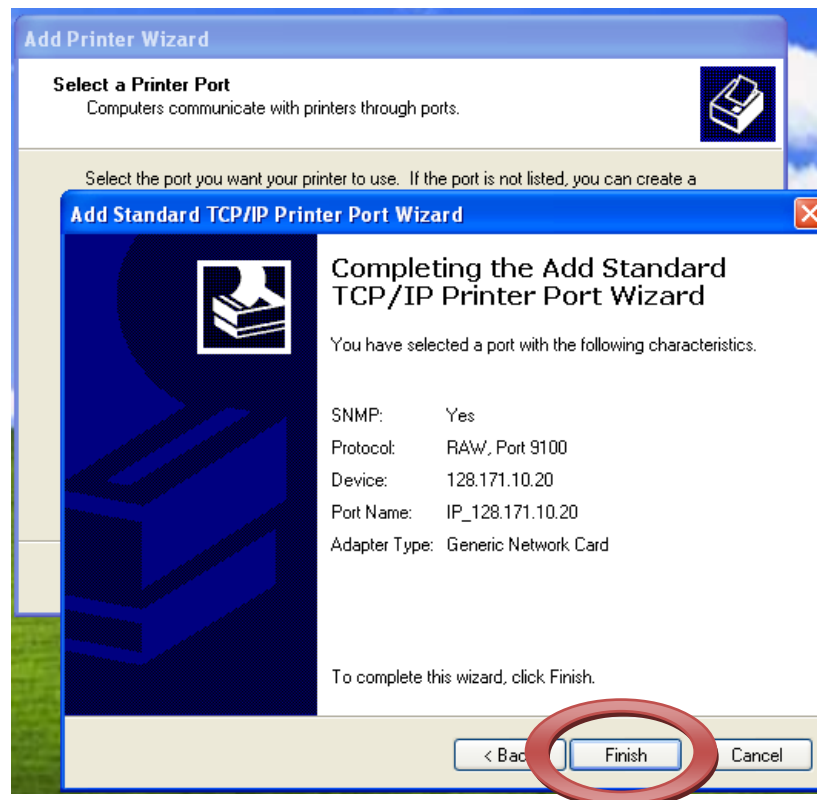 Add Printer Wizard
Select a Printer Port
Computers communicate with printers through ports.
Select the port you want your printer to use. If the port is not listed, you can create a
Add Standard TCP/IP Printer Port Wizard
Completing the Add Standard
TCP/IP Printer Port Wizard
You have selected a port with the following characteristics.
SNMP: Yes
Protocol: RAW, Port 9100
Device: 128.171.10.20
Port Name: IP_128.171.10.20
Adapter Type: Generic Network Card
To complete this wizard, click Finish.
< Bac Finish Cancel